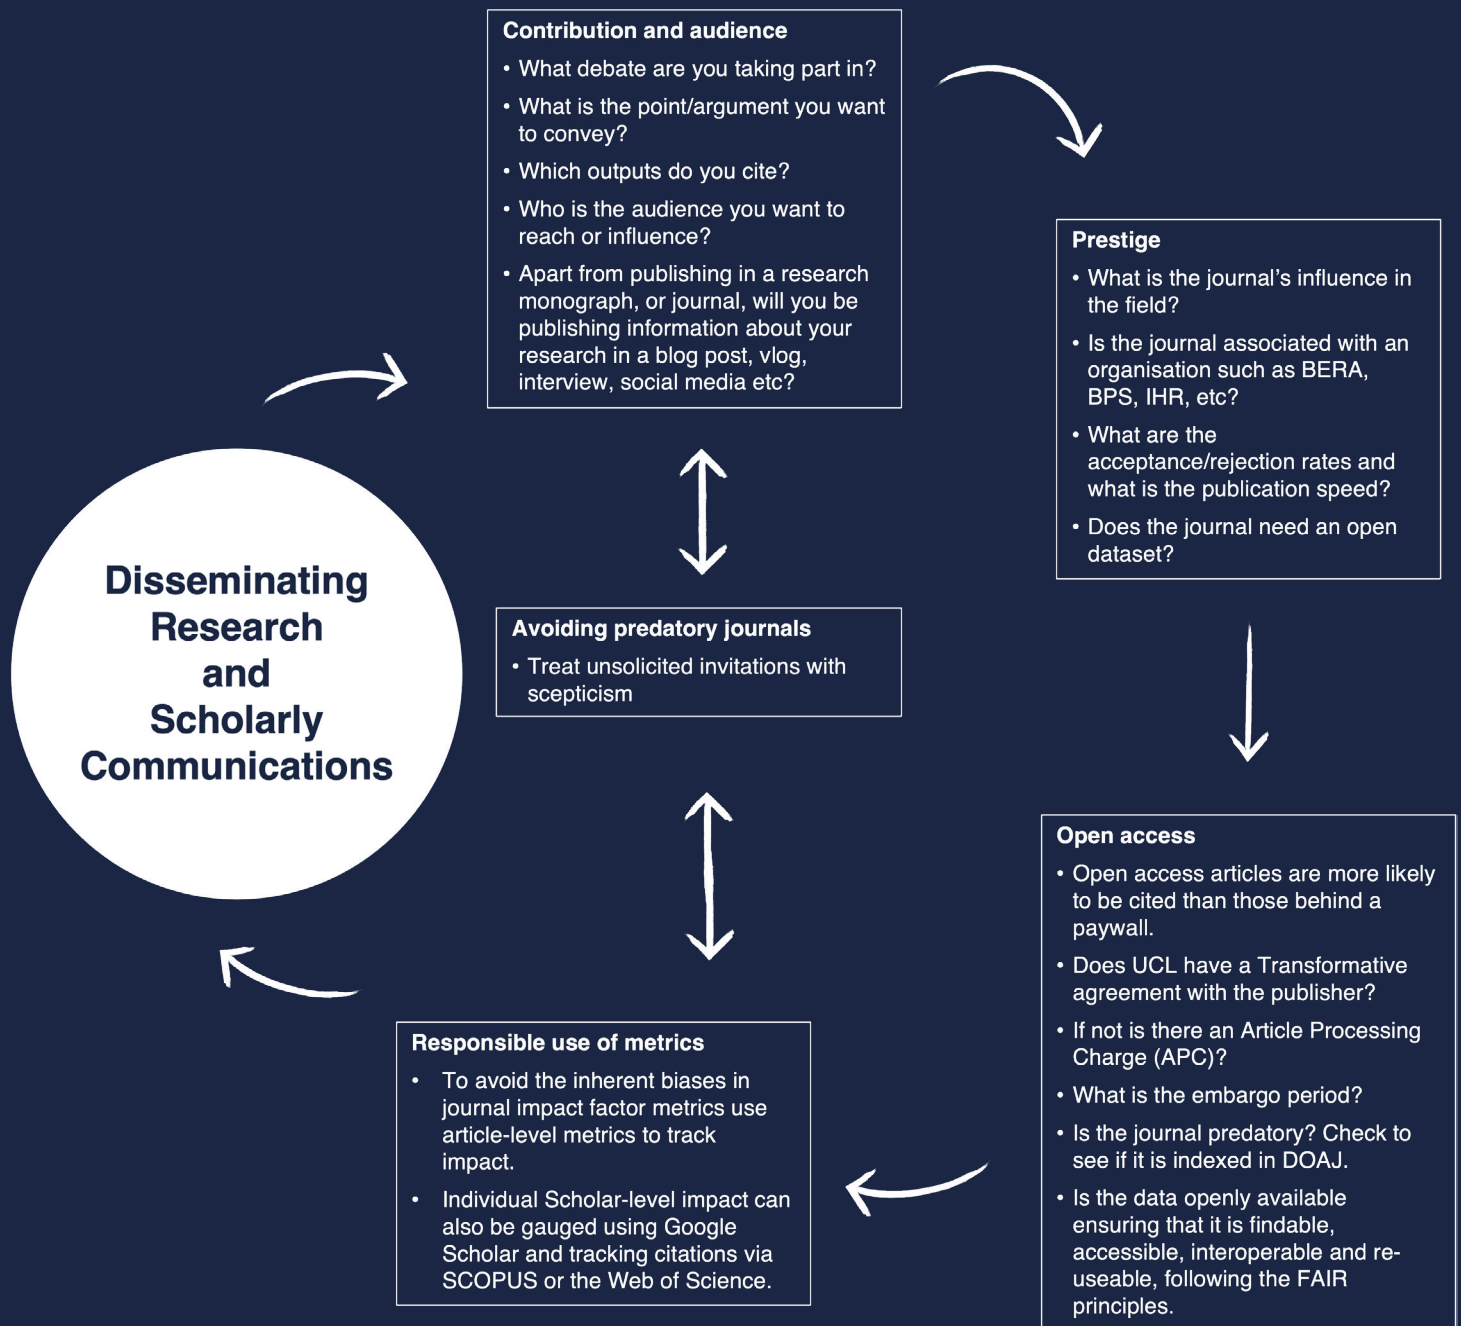 Contribution and audience
• What debate are you taking part in?
• What is the point/argument you want
to convey?
• Which outputs do you cite?
• Who is the audience you want to
reach or influence?
• Apart from publishing in a research
monograph, or journal, will you be
publishing information about your
research in a blog post, vlog,
interview, social media etc?
Prestige
• What is the journal’s influence in
the field?
• Is the journal associated with an
organisation such as BERA,
BPS, IHR, etc?
• What are the
acceptance/rejection rates and
what is the publication speed?
• Does the journal need an open
dataset?
Disseminating
Research
and
Scholarly
Communications
Avoiding predatory journals
• Treat unsolicited invitations with
scepticism
Open access
• Open access articles are more likely
to be cited than those behind a
paywall.
• Does UCL have a Transformative
agreement with the publisher?
• If not is there an Article Processing
Charge (APC)?
• What is the embargo period?
• Is the journal predatory? Check to
see if it is indexed in DOAJ.
• Is the data openly available
ensuring that it is findable,
accessible, interoperable and re-
useable, following the FAIR
principles.
Responsible use of metrics
• To avoid the inherent biases in
journal impact factor metrics use
article-level metrics to track
impact.
• Individual Scholar-level impact can
also be gauged using Google
Scholar and tracking citations via
SCOPUS or the Web of Science.